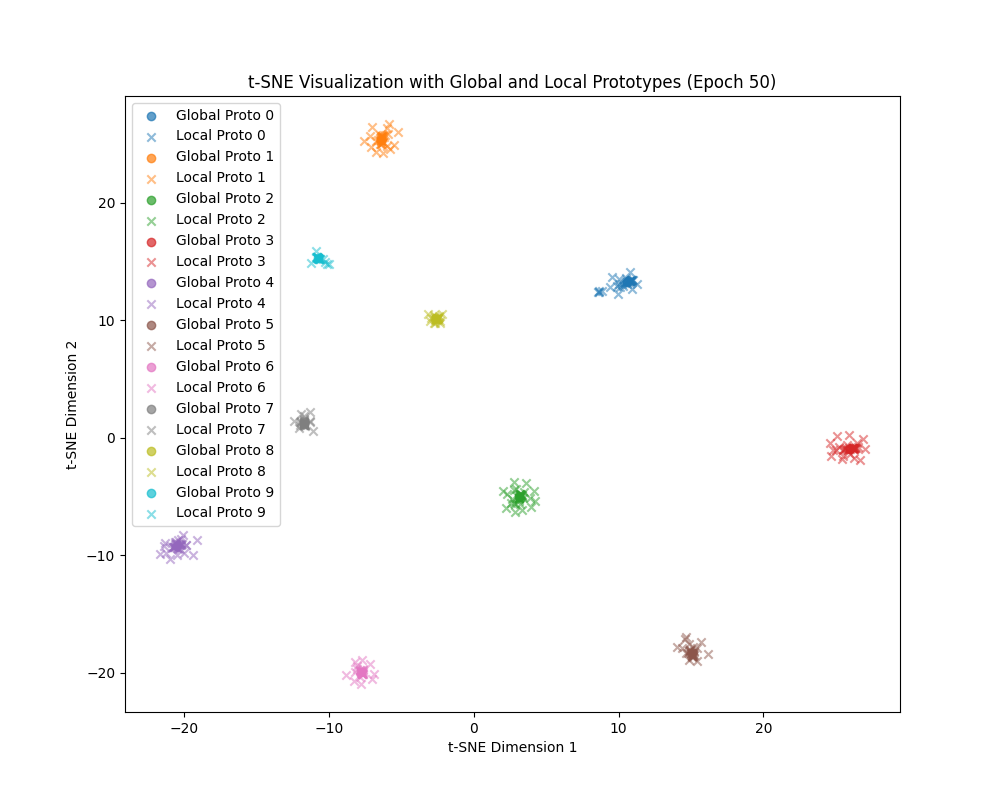 t-SNE Visualization with Global and Local Prototypes (Epoch 50)
Global Proto 0
Local Proto 0
Global Proto 1
Local Proto 1
Global Proto 2
Local Proto 2
Global Proto 3
Local Proto 3
Global Proto 4
Local Proto 4
Global Proto 5
Local Proto 5
Global Proto 6
Local Proto 6
Global Proto 7
Local Proto 7
Global Proto 8
Local Proto 8
Global Proto 9
Local Proto 9
t-SNE Dimension 2
20
10
0
−10
−20
−20
−10
0
10
20
t-SNE Dimension 1